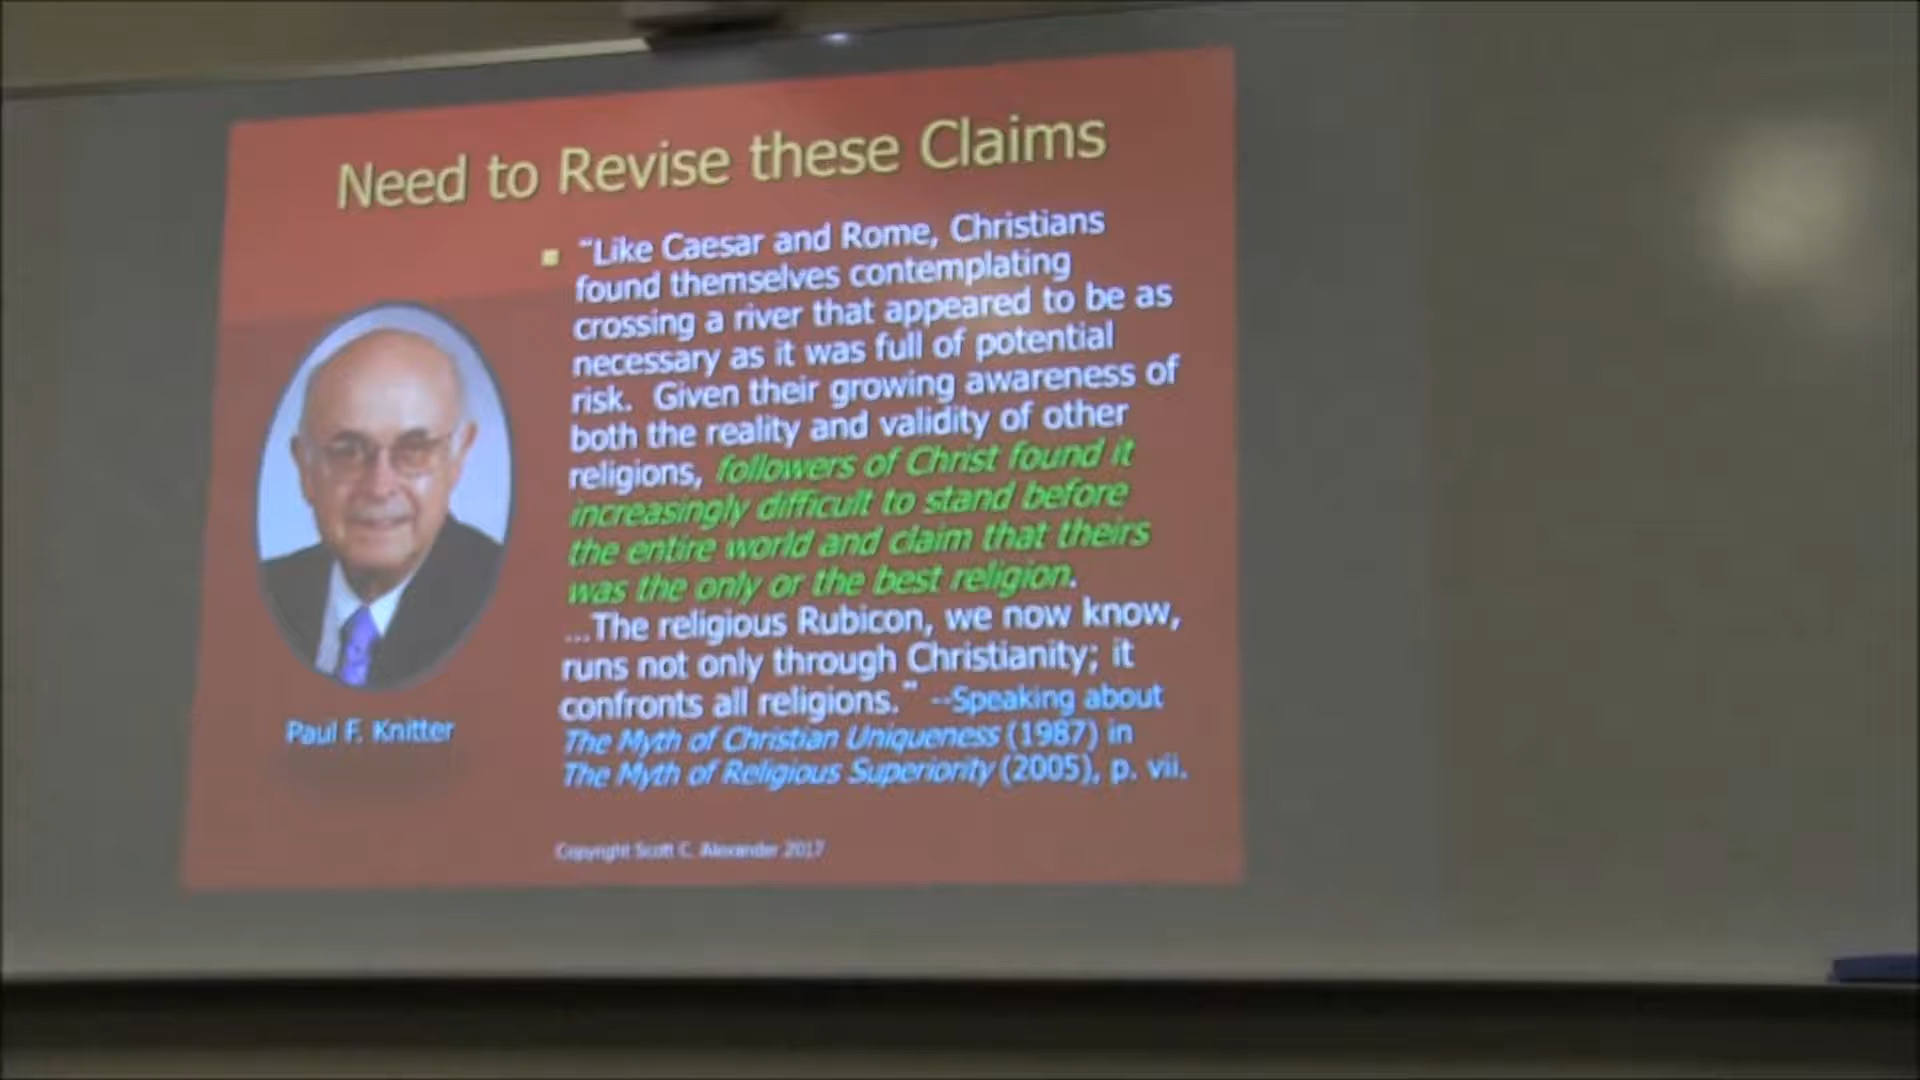 Need to Revise these Claims
“Like Caesar and Rome, Christians
found themselves contemplating
crossing a river that appeared to be as
necessary as it was full of potential
risk. Given their growing awareness of
both the reality and validity of other
religions, followers of Christ found it
increasingly difficult to stand before
the entire world and claim that theirs
was the only or the best religion.
...The religious Rubicon, we now know,
runs not only through Christianity; it
confronts all religions.” --Speaking about
The Myth of Christian Uniqueness (1987) in
The Myth of Religious Superiority (2005), p. vii.
Paul F. Knitter
Copyright Scott C. Alexander 2017